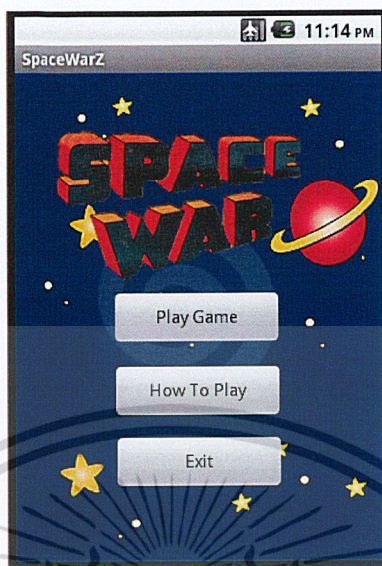 11:14 PM
SpaceWarZ
SPACE
WAR
Play Game
How To Play
Exit